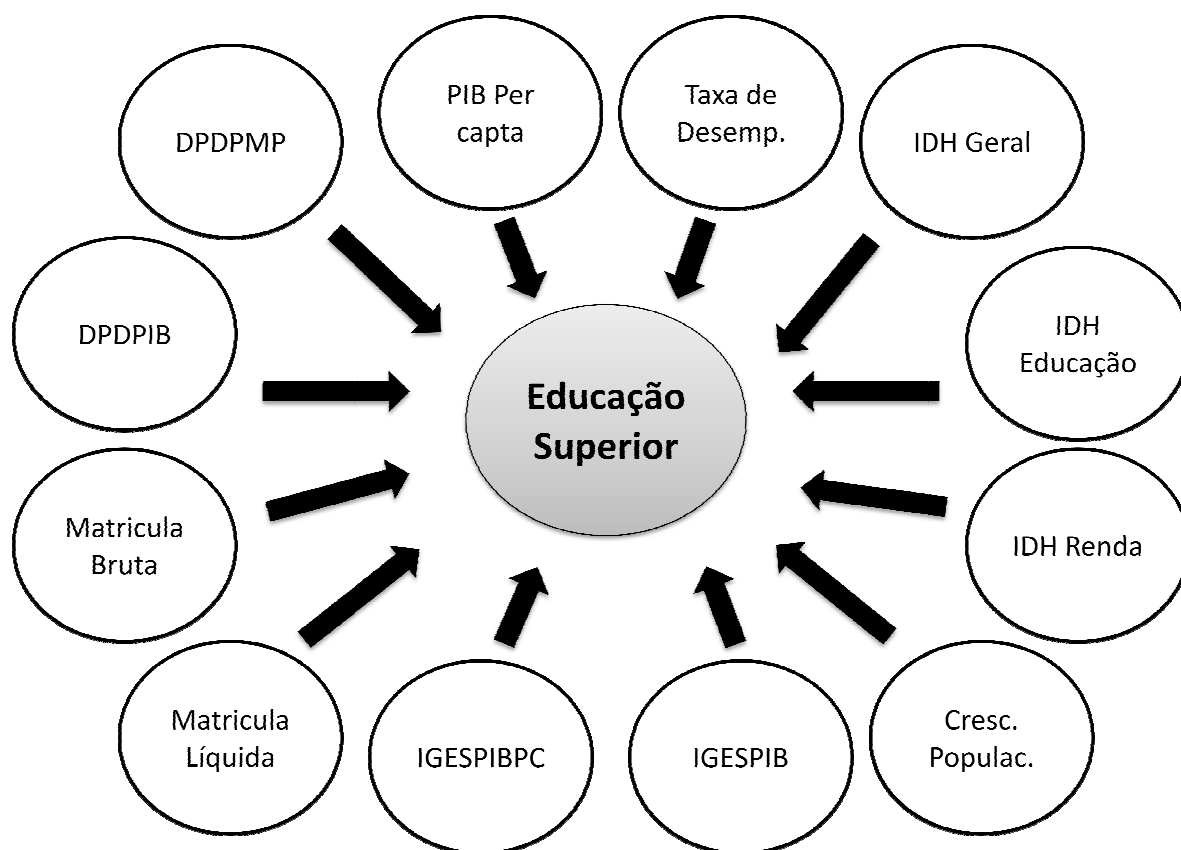 PIB Per
capta
Taxa de
Desemp.
DPDPMP
IDH Geral
DPDPIB
IDH
Educação
Educação
Superior
Matricula
Bruta
IDH Renda
Matricula
Líquida
IGESPIBPC
IGESPIB
Cresc.
Populac.